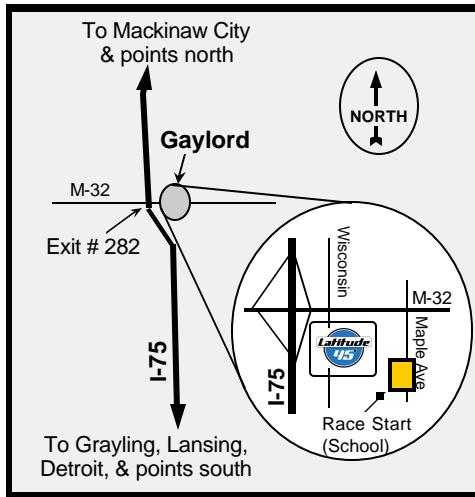 To Mackinaw City
& points north
NORTH
Gaylord
M-32
Exit # 282
I-75
To Grayling, Lansing,
Detroit, & points south
Wisconsin
M-32
Latitude
45°
I-75
Maple Ave
Race Start
(School)